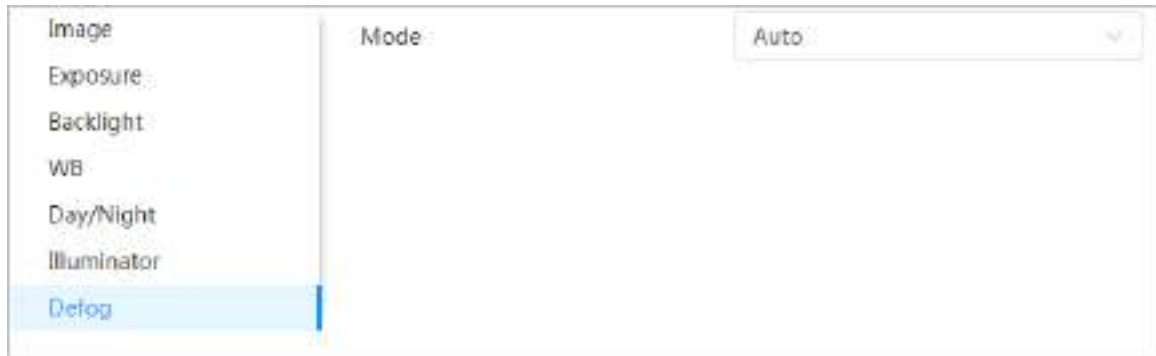 Image
Exposure
Backlight
WB
Day/Night
Illuminator
Defog
Mode Auto